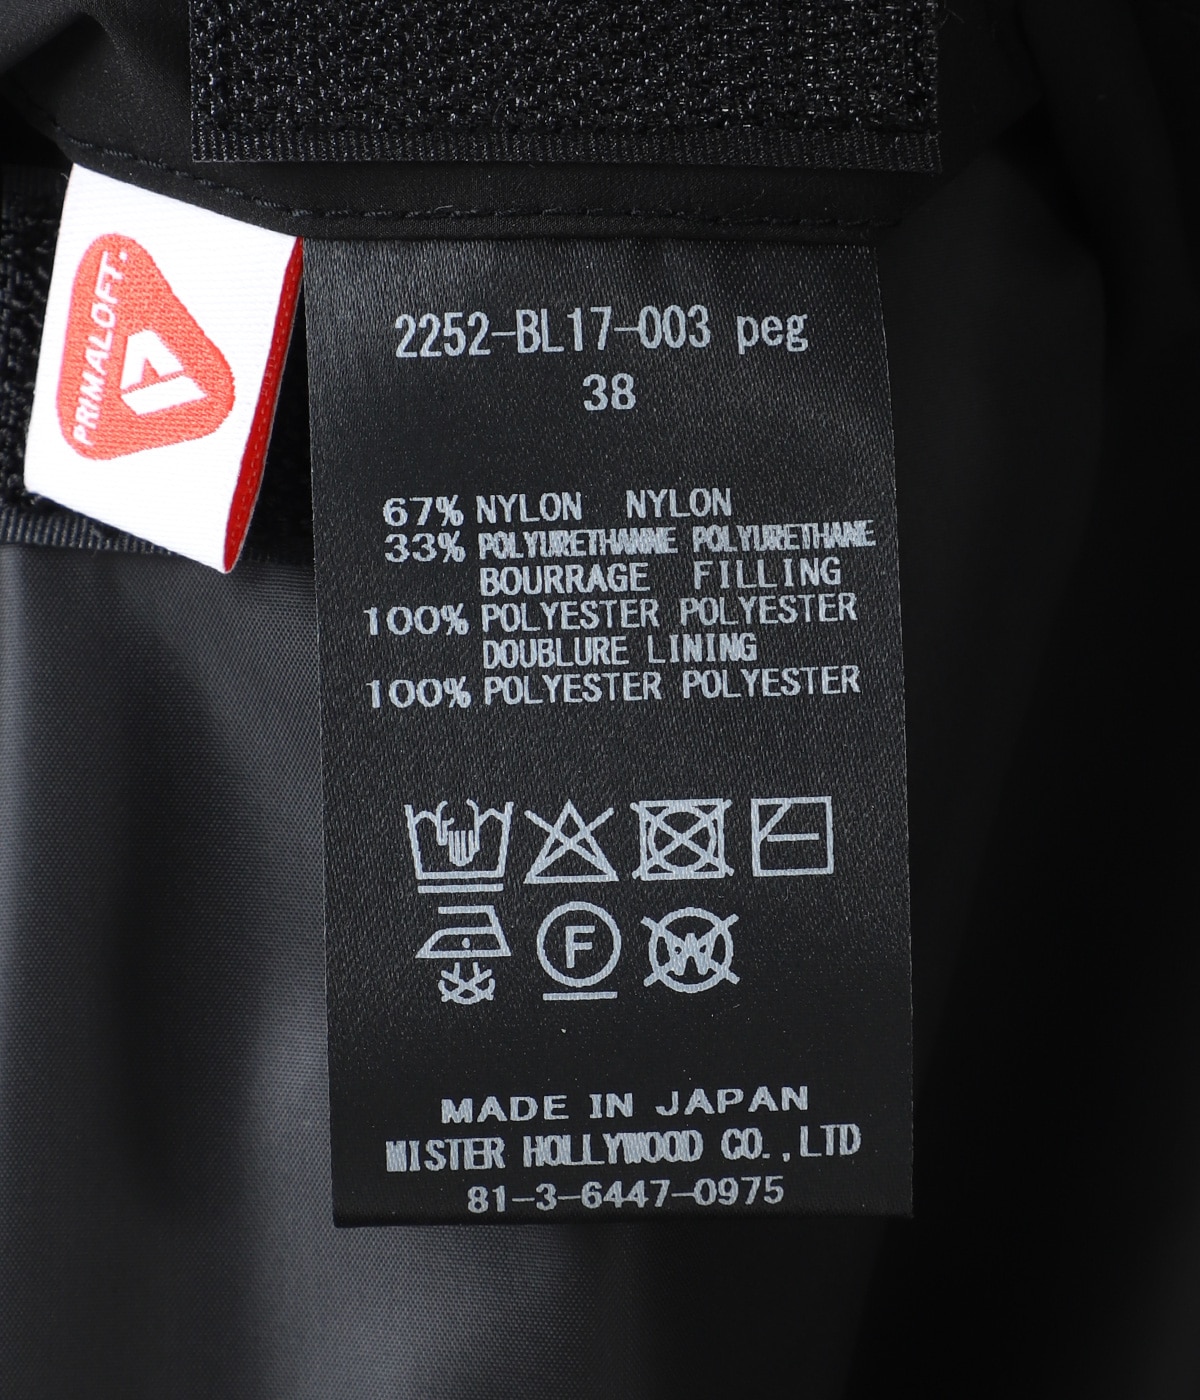 PRIMALOFT
2252-BL17-003 peg
38
67% NYLON NYLON
33% POLYURETHANNE POLYURETHANE
BOURRAGE FILLING
100% POLYESTER POLYESTER
DOUBLURE LINING
100% POLYESTER POLYESTER
F W
MADE IN JAPAN
MISTER HOLLYWOOD CO.,LTD
81-3-6447-0975